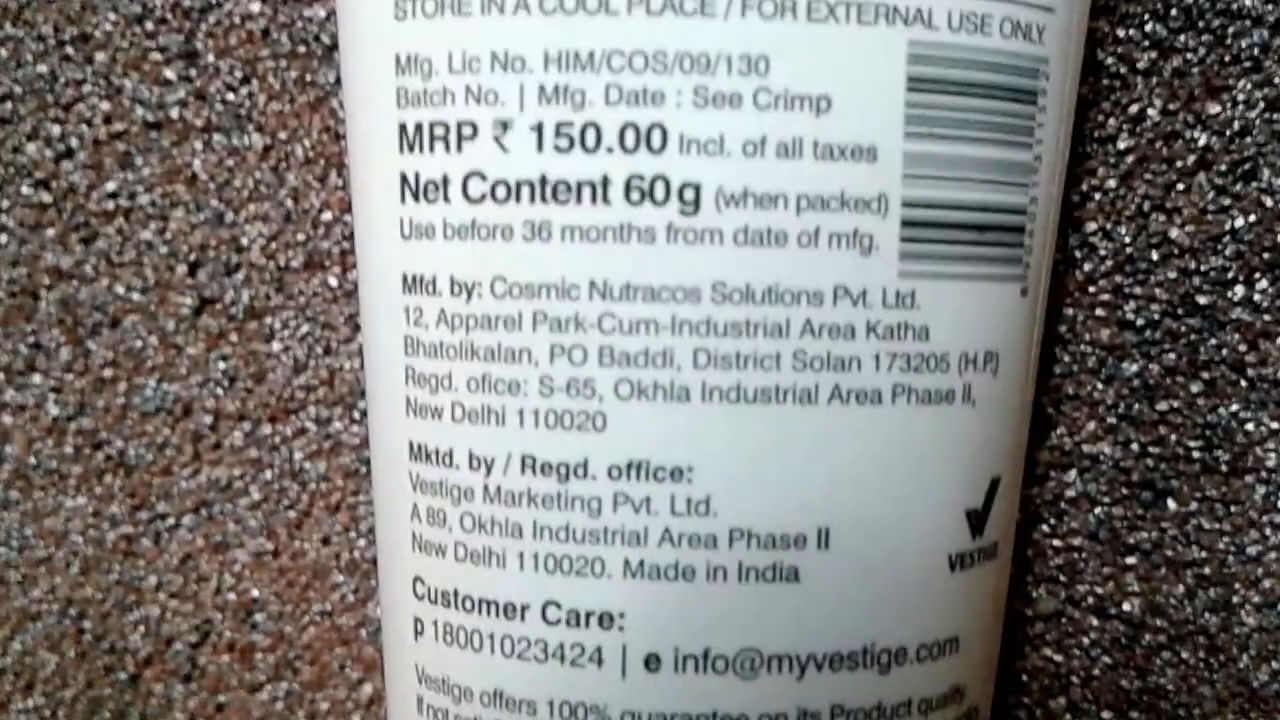 STORE IN A COOL PLACE / FOR EXTERNAL USE ONLY
Mfg. Lic No. HIM/COS/09/130
Batch No. | Mfg. Date : See Crimp
MRP ₹ 150.00 Incl. of all taxes
Net Content 60g (when packed)
Use before 36 months from date of mfg.
Mfd. by: Cosmic Nutracos Solutions Pvt. Ltd.
12, Apparel Park-Cum-Industrial Area Katha
Bhatolikalan, PO Baddi, District Solan 173205 (H.P.)
Regd. ofice: S-65, Okhla Industrial Area Phase II,
New Delhi 110020
Mktd. by / Regd. office:
Vestige Marketing Pvt. Ltd.
A 89, Okhla Industrial Area Phase II
New Delhi 110020. Made in India
VESTIGE
Customer Care:
p 18001023424 | e info@myvestige.com
Vestige offers 100% guarantee on its Product quality.
If not